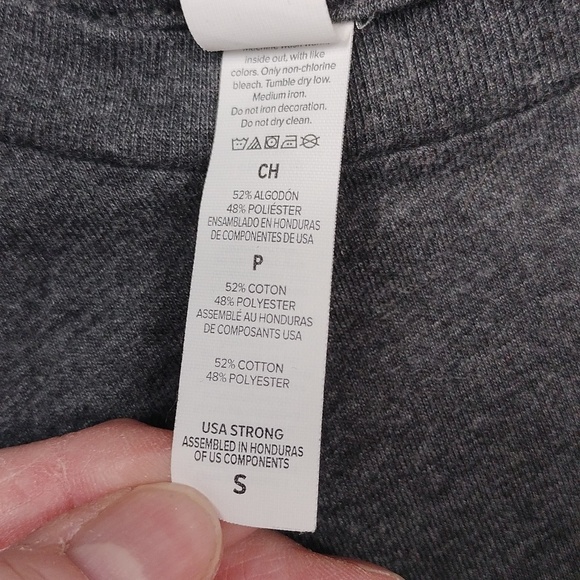 inside out, with like
colors. Only non-chlorine
bleach. Tumble dry low.
Medium iron.
Do not iron decoration.
Do not dry clean.
CH
52% ALGODÓN
48% POLIÉSTER
ENSAMBLADO EN HONDURAS
DE COMPONENTES DE USA
P
52% COTON
48% POLYESTER
ASSEMBLÉ AU HONDURAS
DE COMPOSANTS USA
52% COTTON
48% POLYESTER
USA STRONG
ASSEMBLED IN HONDURAS
OF US COMPONENTS
S